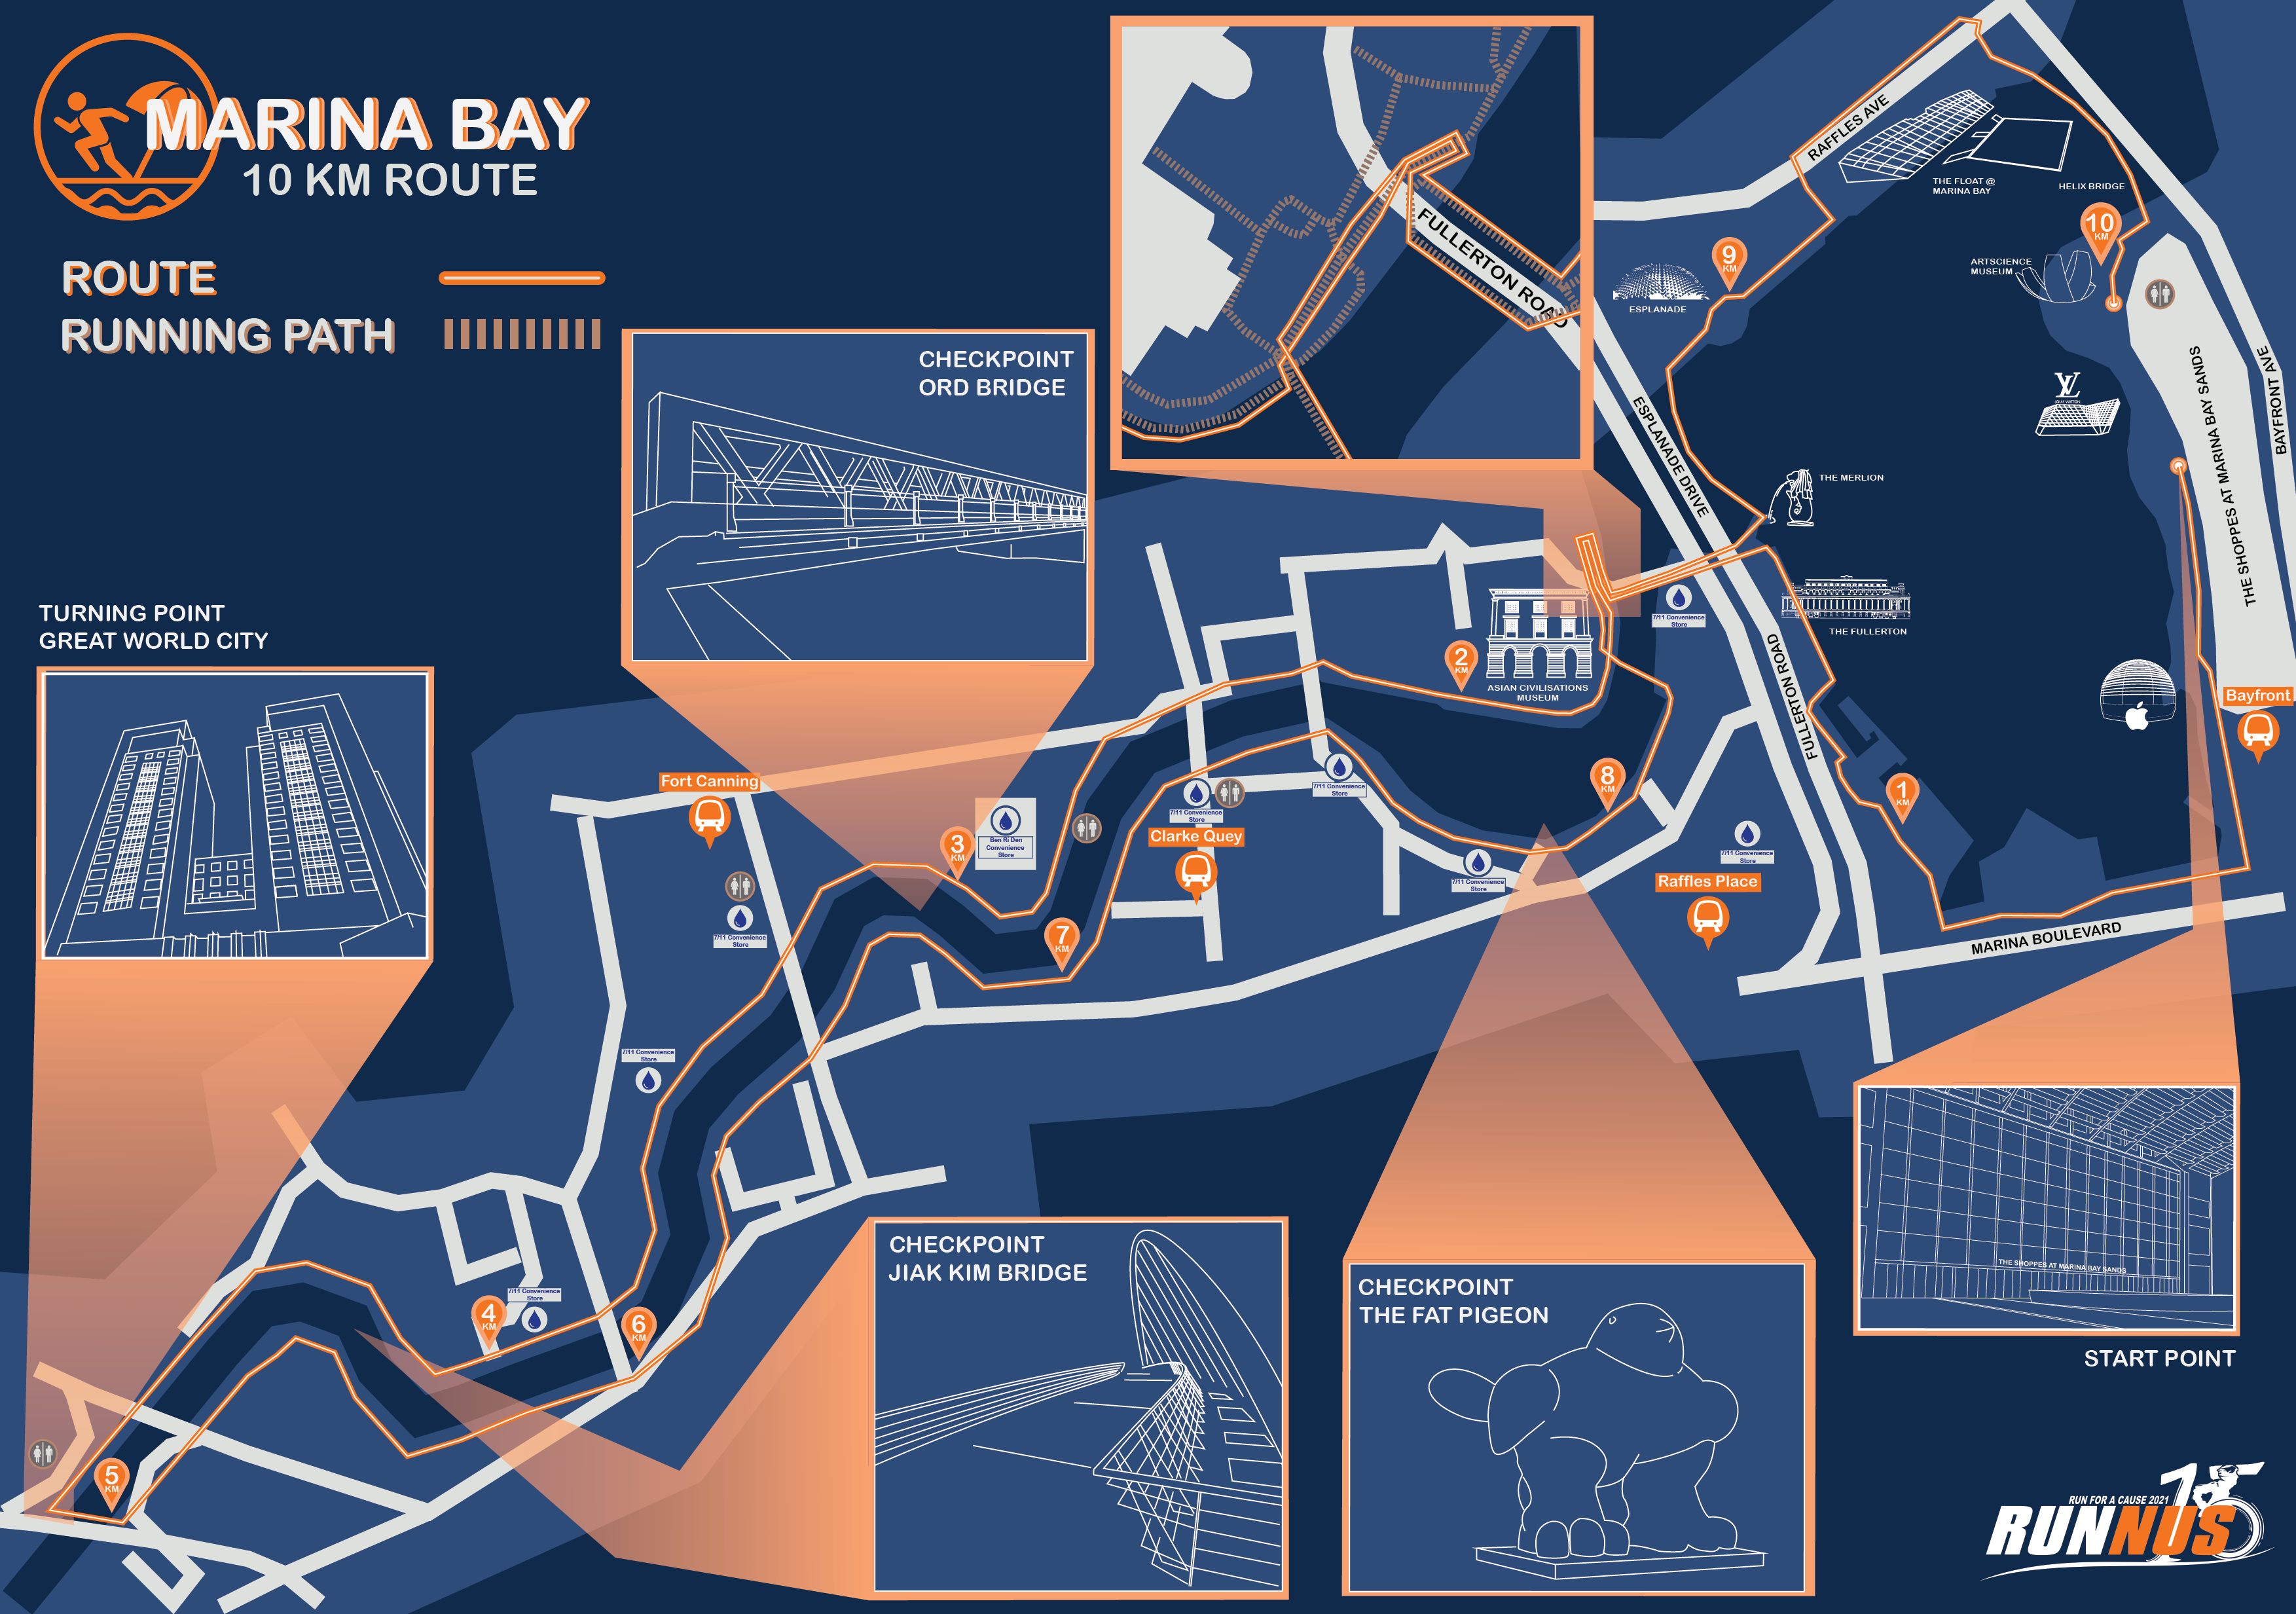 MARINA BAY
10 KM ROUTE
ROUTE
RUNNING PATH
FULLERTON ROAD
RAFFLES AVE
THE FLOAT @
MARINA BAY
HELIX BRIDGE
10
KM
9
KM
ESPLANADE
ARTSCIENCE
MUSEUM
THE SHOPPES AT MARINA BAY SANDS
BAYFRONT AVE
CHECKPOINT
ORD BRIDGE
LV
LOUIS VUITTON
ESPLANADE DRIVE
THE MERLION
TURNING POINT
GREAT WORLD CITY
7/11 Convenience
Store
THE FULLERTON
2
KM
ASIAN CIVILISATIONS
MUSEUM
FULLERTON ROAD
Bayfront
Fort Canning
8
KM
1
KM
7/11 Convenience
Store
7/11 Convenience
Store
Clarke Quey
3
KM
Ben Ri Den
Convenience
Store
7/11 Convenience
Store
7/11 Convenience
Store
Raffles Place
7/11 Convenience
Store
7
KM
MARINA BOULEVARD
7/11 Convenience
Store
THE SHOPPES AT MARINA BAY SANDS
START POINT
CHECKPOINT
JIAK KIM BRIDGE
CHECKPOINT
THE FAT PIGEON
7/11 Convenience
Store
4
KM
6
KM
5
KM
RUN FOR A CAUSE 2021
RUNNUS
15